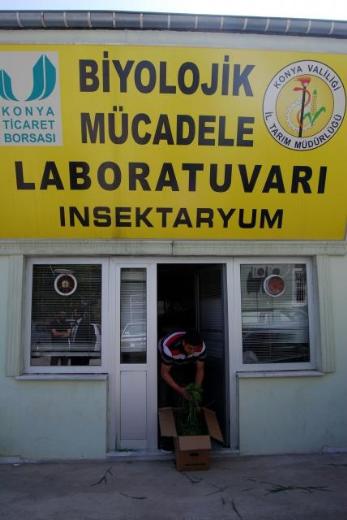 BİYOLOJİK
MÜCADELE
LABORATUVARI
INSEKTARYUM
KONYA
TİCARET
BORSASI
KONYA VALİLİĞİ
İL TARIM MÜDÜRLÜĞÜ